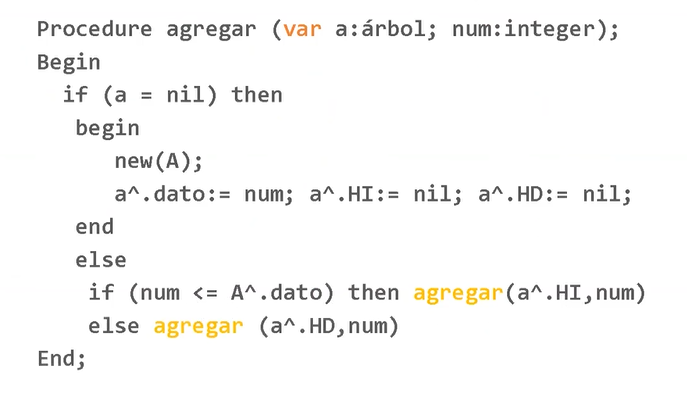 Procedure agregar (var a:árbol; num:integer);
Begin
if (a = nil) then
begin
new(A);
a^.dato:= num; a^.HI:= nil; a^.HD:= nil;
end
else
if (num <= A^.dato) then agregar(a^.HI,num)
else agregar (a^.HD,num)
End;